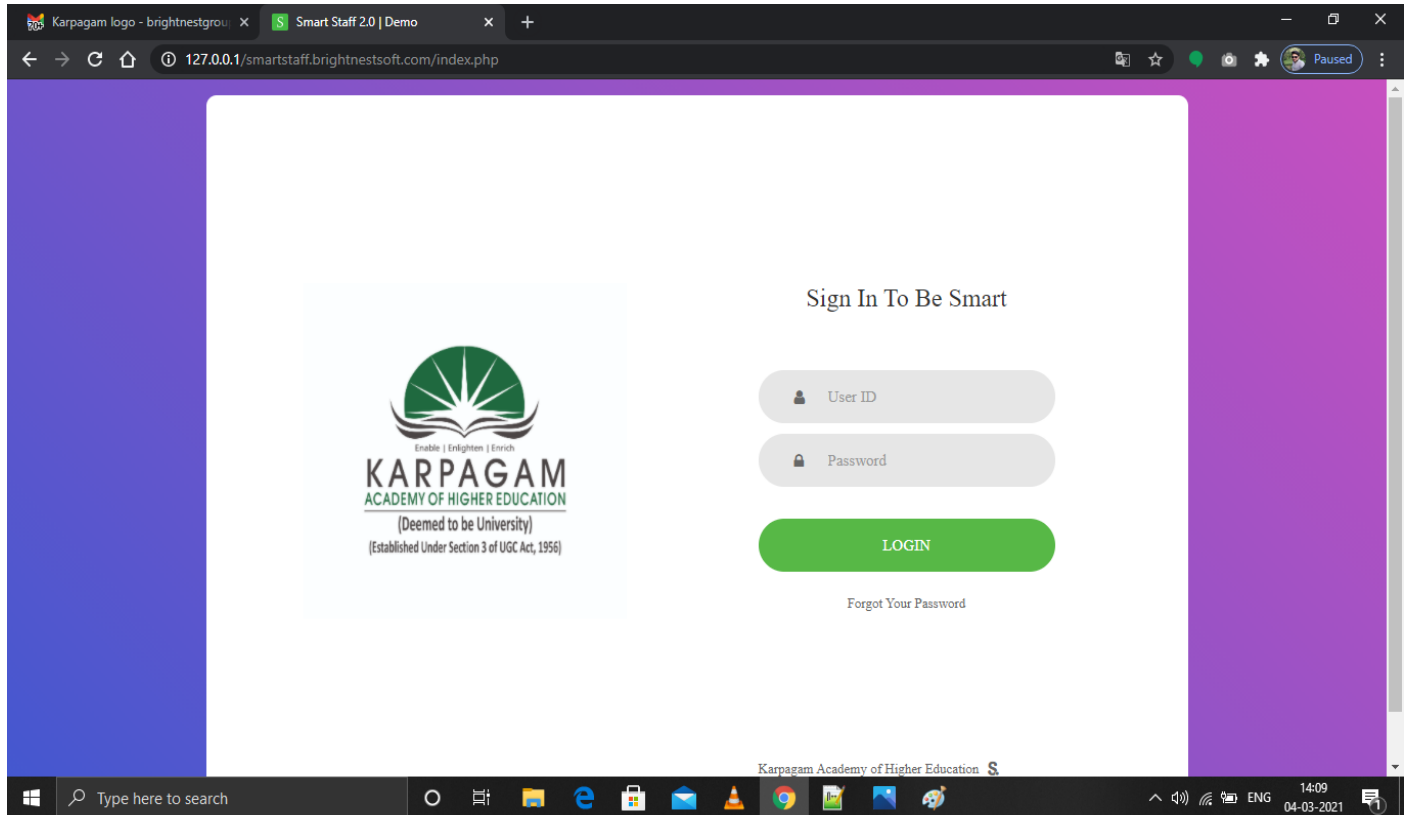 Karpagam logo - brightnestgrou
Smart Staff 2.0 | Demo
127.0.0.1/smartstaff.brightnestsoft.com/index.php
Paused
Sign In To Be Smart
User ID
Password
LOGIN
Forgot Your Password
Enable | Enlighten | Enrich
KARPAGAM
ACADEMY OF HIGHER EDUCATION
(Deemed to be University)
(Established Under Section 3 of UGC Act, 1956)
Karpagam Academy of Higher Education S.
Type here to search
ENG
14:09
04-03-2021